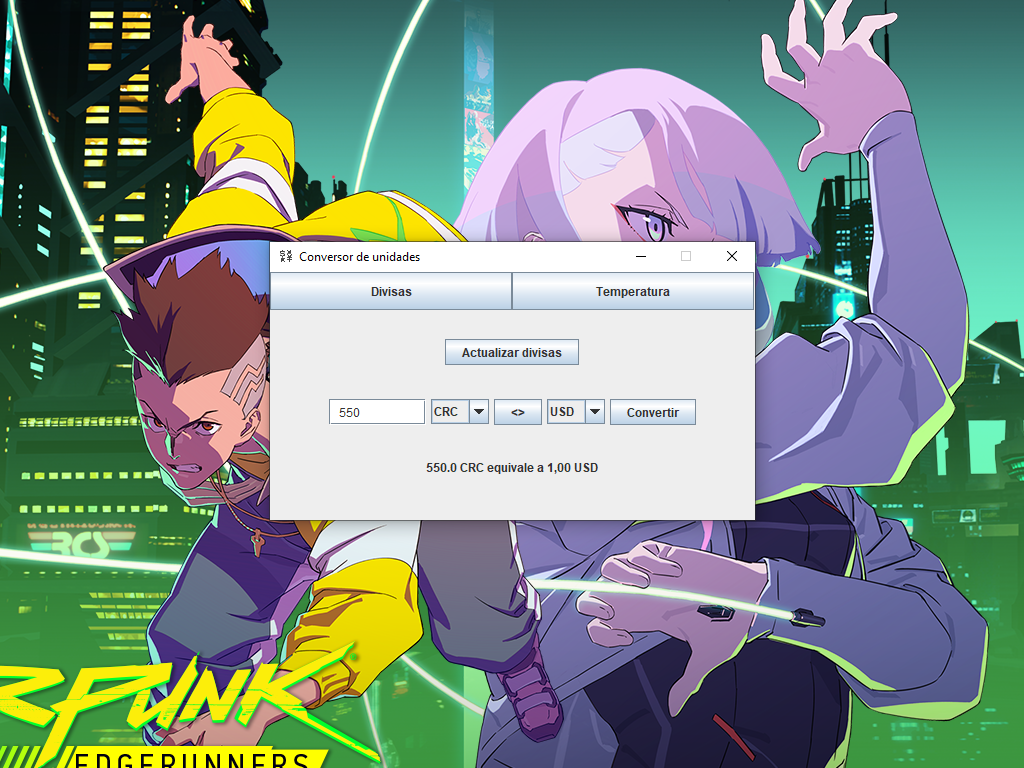 Conversor de unidades
Divisas Temperatura
Actualizar divisas
550 CRC <> USD Convertir
550.0 CRC equivale a 1,00 USD
RCS
RPUNK
EDGERUNNERS